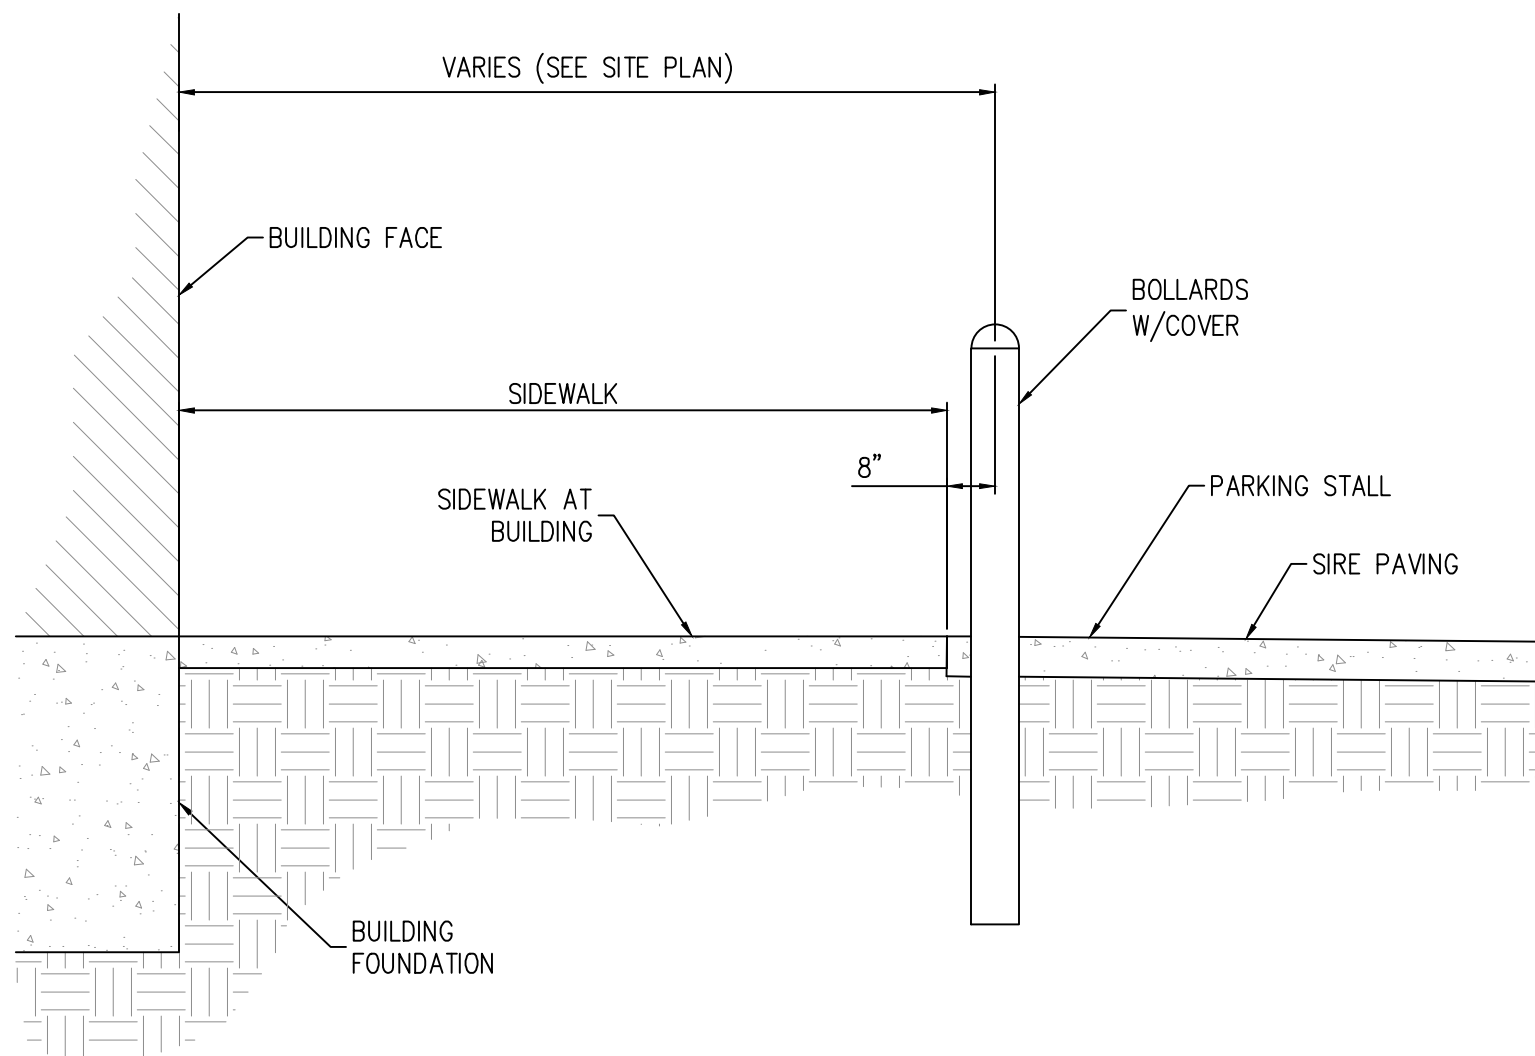 VARIES (SEE SITE PLAN)
BUILDING FACE
BOLLARDS
W/COVER
SIDEWALK
8”
SIDEWALK AT
BUILDING
PARKING STALL
SIRE PAVING
BUILDING
FOUNDATION